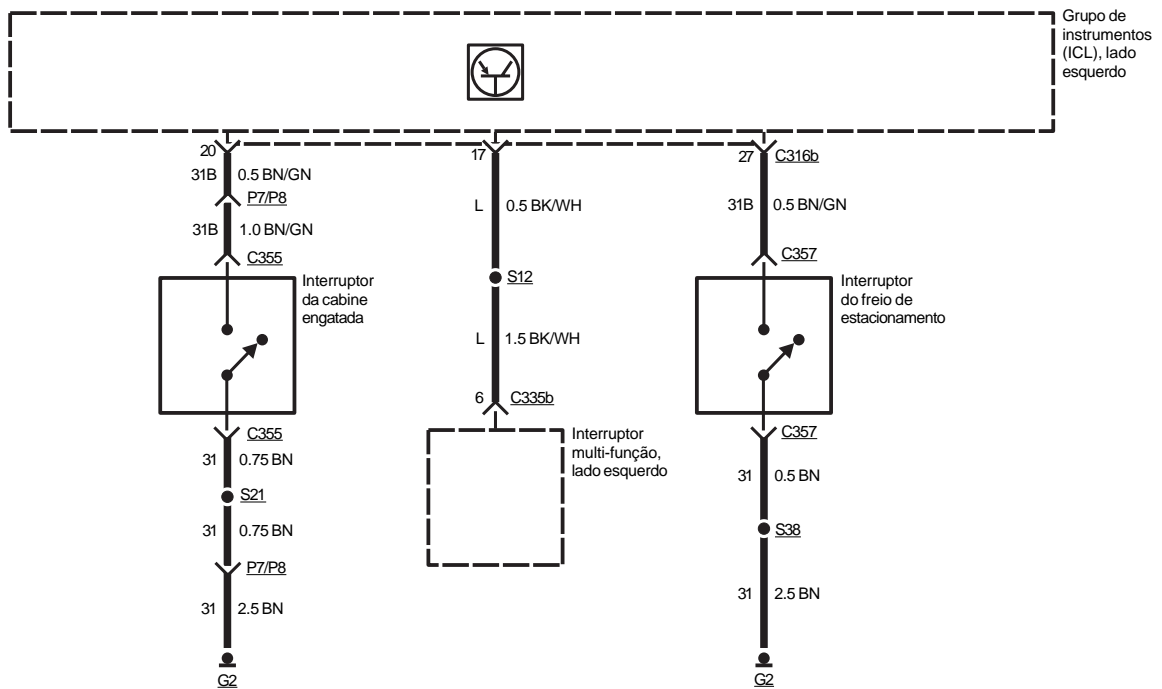 Grupo de
instrumentos
(ICL), lado
esquerdo
20
17
27 C316b
31B 0.5 BN/GN
P7/P8
31B 1.0 BN/GN
C355
Interruptor
da cabine
engatada
C355
31 0.75 BN
S21
31 0.75 BN
P7/P8
31 2.5 BN
G2
L 0.5 BK/WH
S12
L 1.5 BK/WH
6 C335b
Interruptor
multi-função,
lado esquerdo
31B 0.5 BN/GN
C357
Interruptor
do freio de
estacionamento
C357
31 0.5 BN
S38
31 2.5 BN
G2